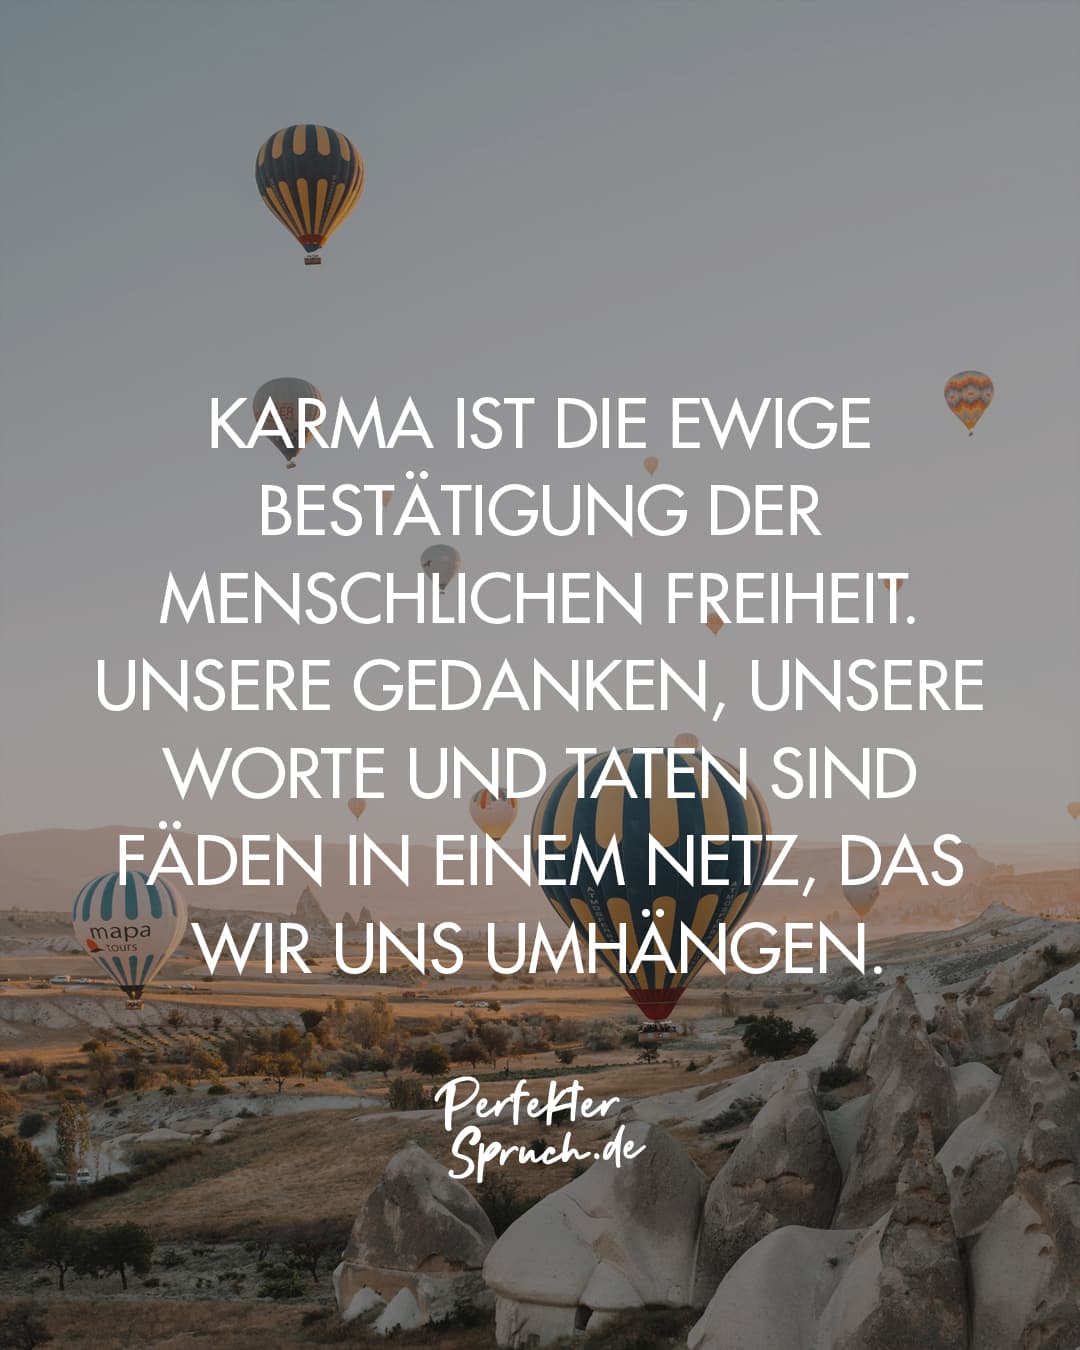 KARMA IST DIE EWIGE
BESTÄTIGUNG DER
MENSCHLICHEN FREIHEIT.
UNSERE GEDANKEN, UNSERE
WORTE UND TATEN SIND
FÄDEN IN EINEM NETZ, DAS
WIR UNS UMHÄNGEN.
mapa
tours
Perfekter
Spruch.de